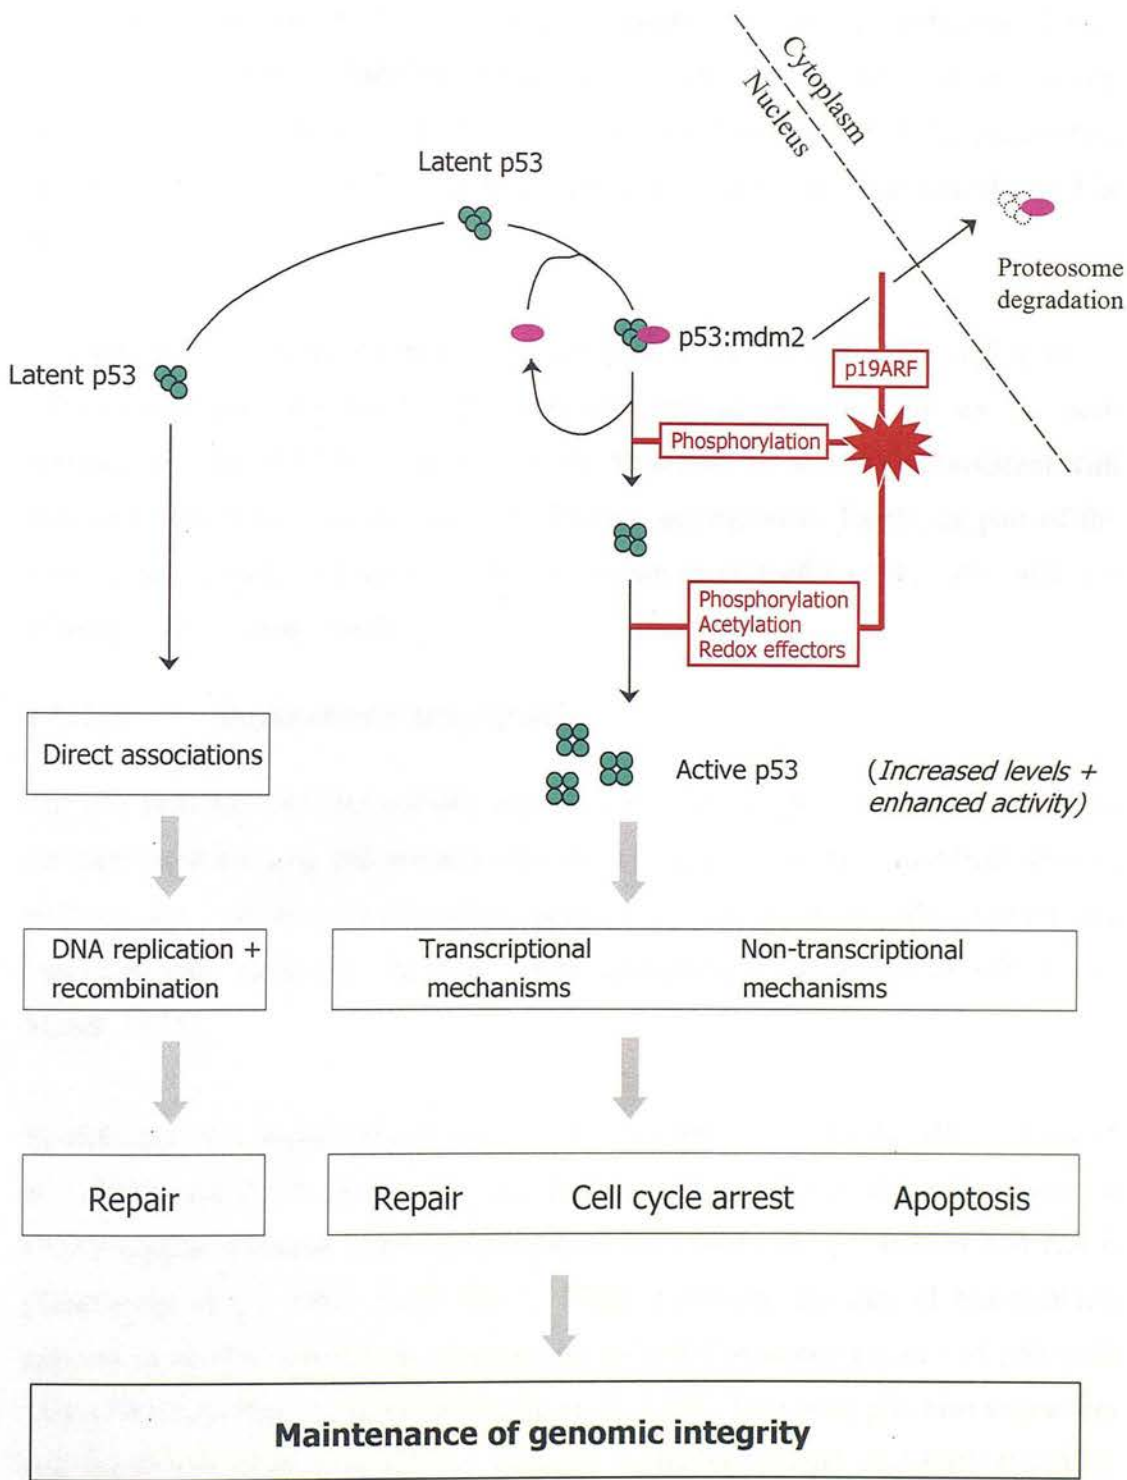 Cytoplasm
Nucleus
Latent p53
Proteosome
degradation
p53:mdm2
p19ARF
Latent p53
Phosphorylation
Phosphorylation
Acetylation
Redox effectors
Direct associations
Active p53
(Increased levels +
enhanced activity)
DNA replication +
recombination
Transcriptional
mechanisms
Non-transcriptional
mechanisms
Repair
Repair
Cell cycle arrest
Apoptosis
Maintenance of genomic integrity